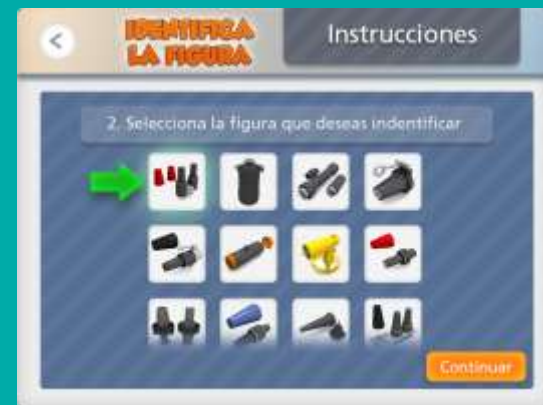 <
IDENTIFICA
LA FIGURA
Instrucciones
2. Selecciona la figura que deseas indentificar
Continuar